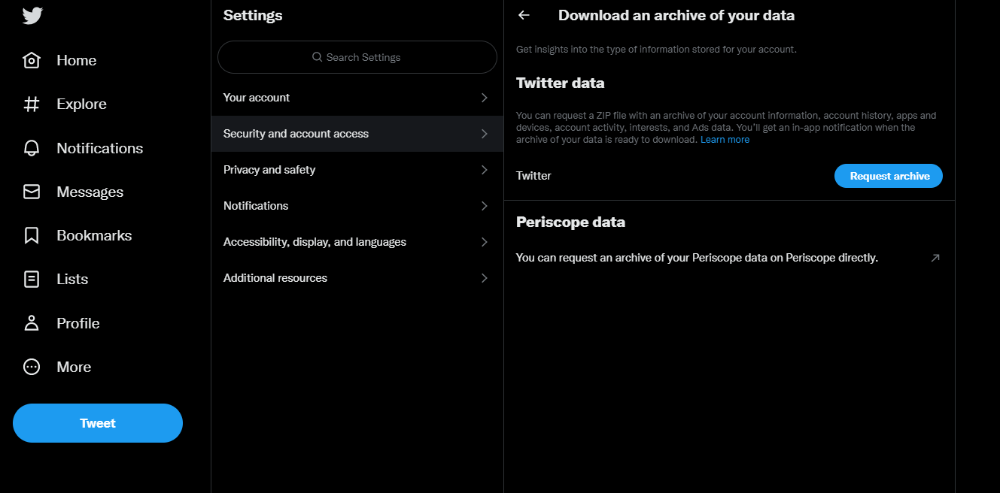 Home
Explore
Notifications
Messages
Bookmarks
Lists
Profile
More
Tweet
Settings
Search Settings
Your account
Security and account access
Privacy and safety
Notifications
Accessibility, display, and languages
Additional resources
Download an archive of your data
Get insights into the type of information stored for your account.
Twitter data
You can request a ZIP file with an archive of your account information, account history, apps and
devices, account activity, interests, and Ads data. You’ll get an in-app notification when the
archive of your data is ready to download. Learn more
Twitter
Request archive
Periscope data
You can request an archive of your Periscope data on Periscope directly.